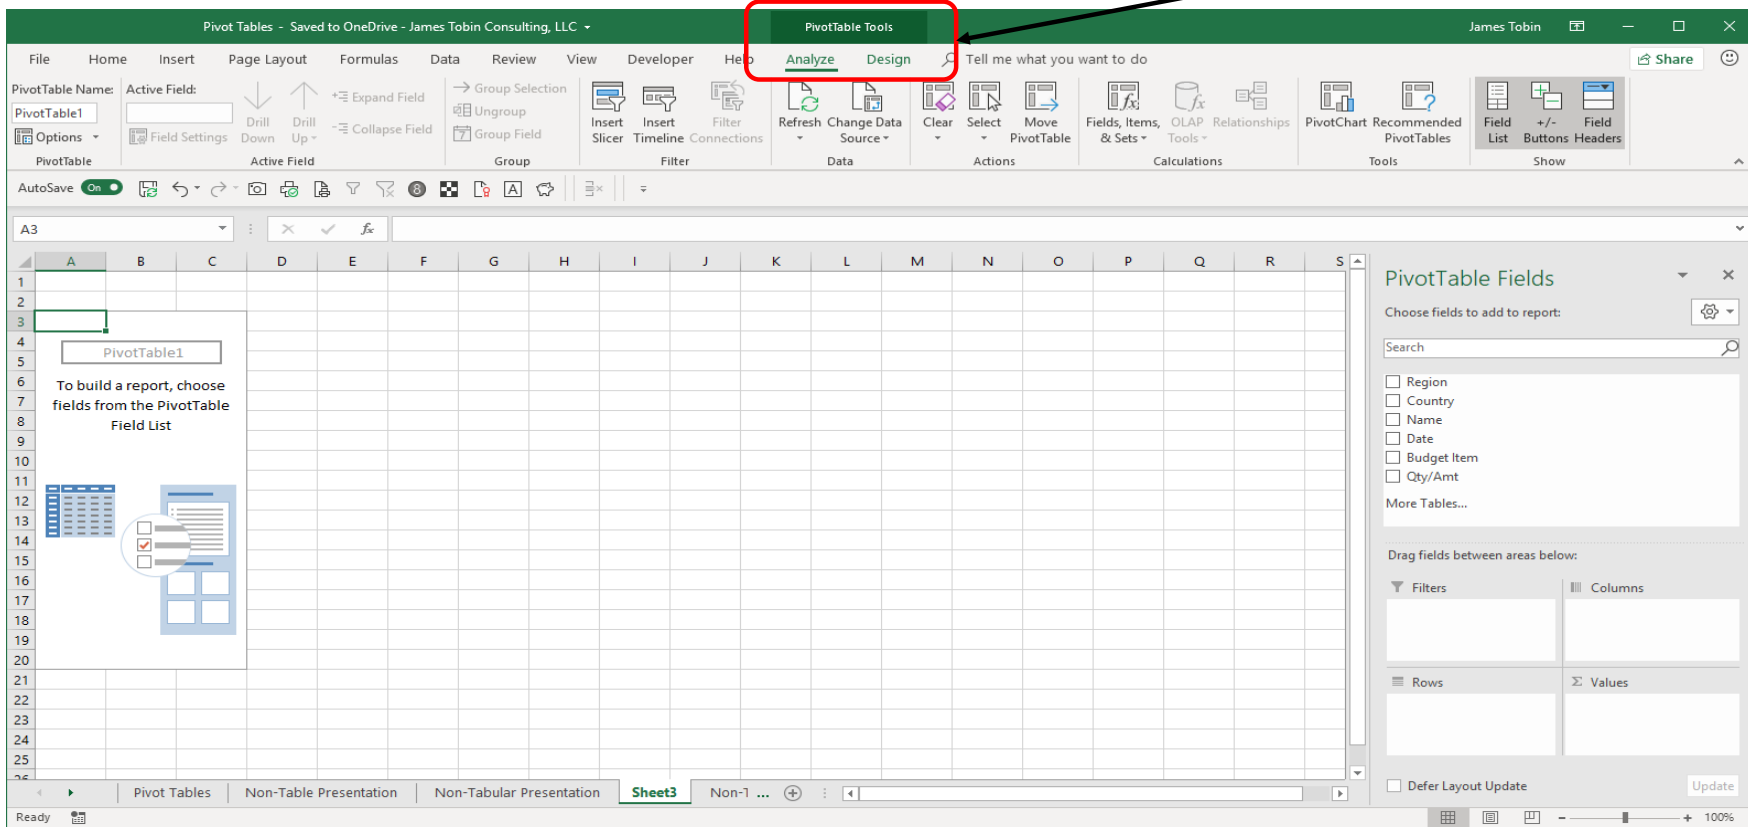 Pivot Tables - Saved to OneDrive - James Tobin Consulting, LLC
PivotTable Tools
James Tobin
File Home Insert Page Layout Formulas Data Review View Developer Help Analyze Design Tell me what you want to do Share
PivotTable Name: Active Field:
PivotTable1
Options Field Settings
Drill Down Drill Up
Expand Field
Collapse Field
Group Selection
Ungroup
Group Field
Insert Slicer Insert Timeline Filter Connections
Refresh Change Data Source
Clear Select Move PivotTable
Fields, Items, & Sets OLAP Tools Relationships
PivotChart Recommended PivotTables
Field List +/- Buttons Field Headers
PivotTable Active Field Group Filter Data Actions Calculations Tools Show
AutoSave On 8 A
A3 fx
A B C D E F G H I J K L M N O P Q R S
1
2
3
4
5
6
7
8
9
10
11
12
13
14
15
16
17
18
19
20
21
22
23
24
25
26
PivotTable1
To build a report, choose
fields from the PivotTable
Field List
PivotTable Fields
Choose fields to add to report:
Search
Region
Country
Name
Date
Budget Item
Qty/Amt
More Tables...
Drag fields between areas below:
Filters Columns
Rows Σ Values
Defer Layout Update Update
Pivot Tables Non-Table Presentation Non-Tabular Presentation Sheet3 Non-T ...
Ready 100%